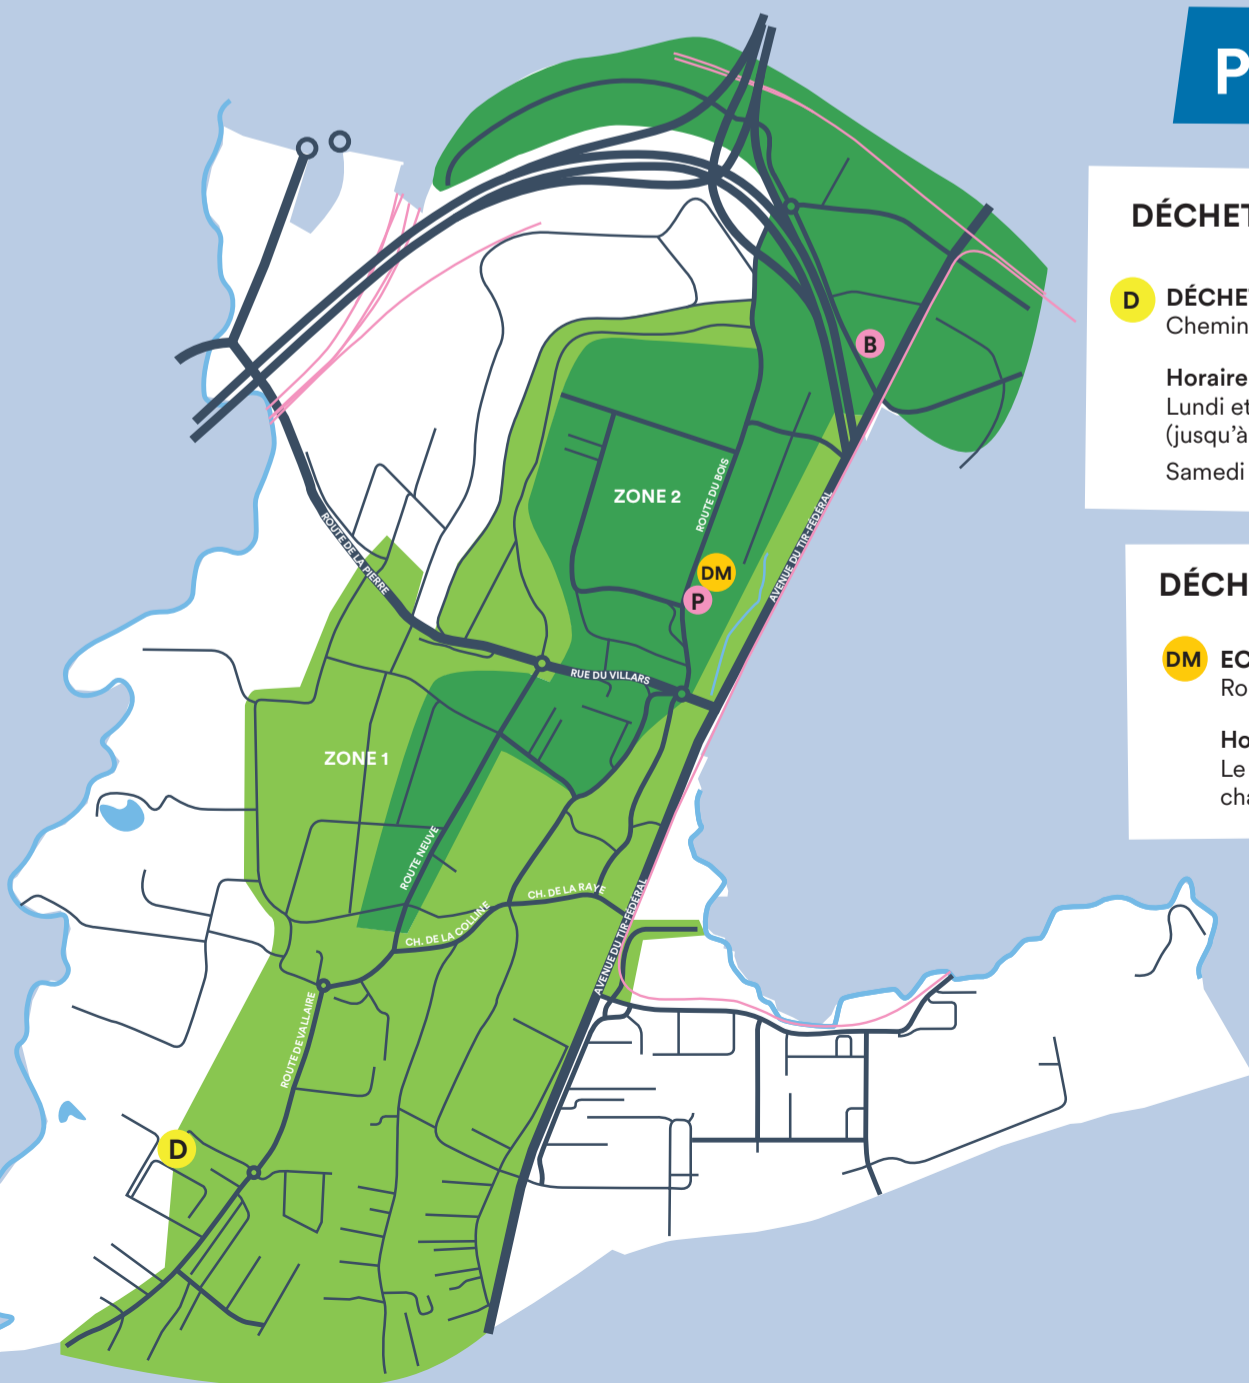 P
DÉCHET
D
DÉCHE
Chemin
Horaire
Lundi et
(jusqu'à
Samedi
DÉCH
DM
EC
Ro
Ho
Le
cha
B
ZONE 2
ROUTE DU BOIS
AVENUE DU TIR-FÉDÉRAL
ROUTE DE LA PIERRE
DM
P
RUE DU VILLARS
ZONE 1
ROUTE NEUVE
CH. DE LA RAYE
CH. DE LA COLLINE
AVENUE DU TIR-FÉDÉRAL
ROUTE DE VALLAIRE
D